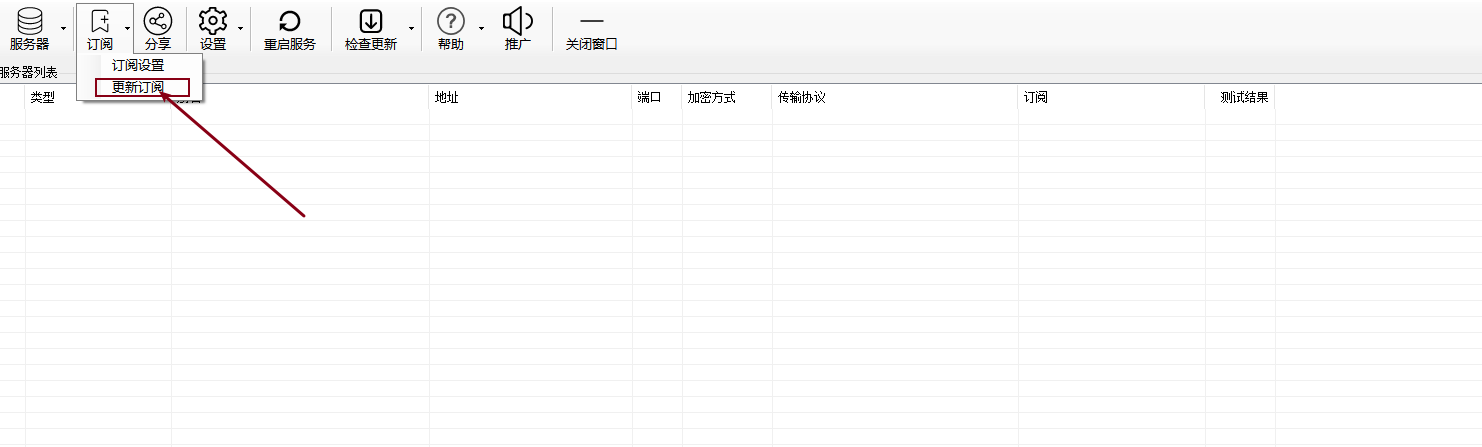 服务器 订阅 分享 设置 重启服务 检查更新 帮助 推广 关闭窗口
订阅设置
服务器列表
更新订阅
类型 地址 端口 加密方式 传输协议 订阅 测试结果